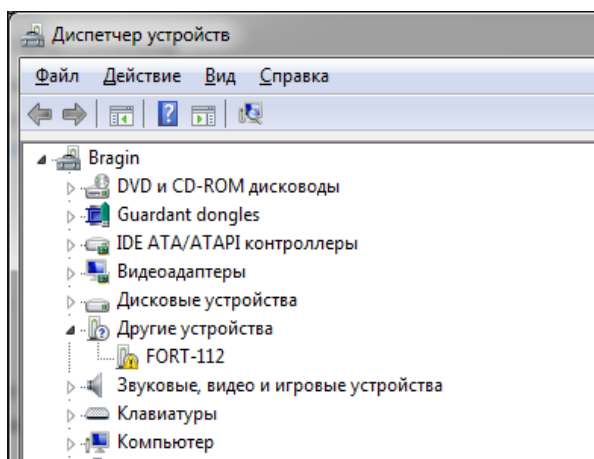 Диспетчер устройств
Файл Действие Вид Справка
Bragin
DVD и CD-ROM дисководы
Guardant dongles
IDE ATA/ATAPI контроллеры
Видеоадаптеры
Дисковые устройства
Другие устройства
FORT-112
Звуковые, видео и игровые устройства
Клавиатуры
Компьютер